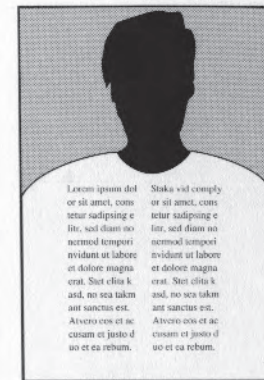 Lorem ipsum dol
or sit amet, cons
tetur sadipsing e
litr, sed diam no
nermod tempori
nvidunt ut labore
et dolore magna
erat. Stet clita k
asd, no sea takm
ant sanctus est.
Atvero eos et ac
cusam et justo d
uo et ea rebum.
Staka vid comply
or sit amet, cons
tetur sadipsing e
litr, sed diam no
nermod tempori
nvidunt ut labore
et dolore magna
erat. Stet clita k
asd, no sea takm
ant sanctus est.
Atvero eos et ac
cusam et justo d
uo et ea rebum.